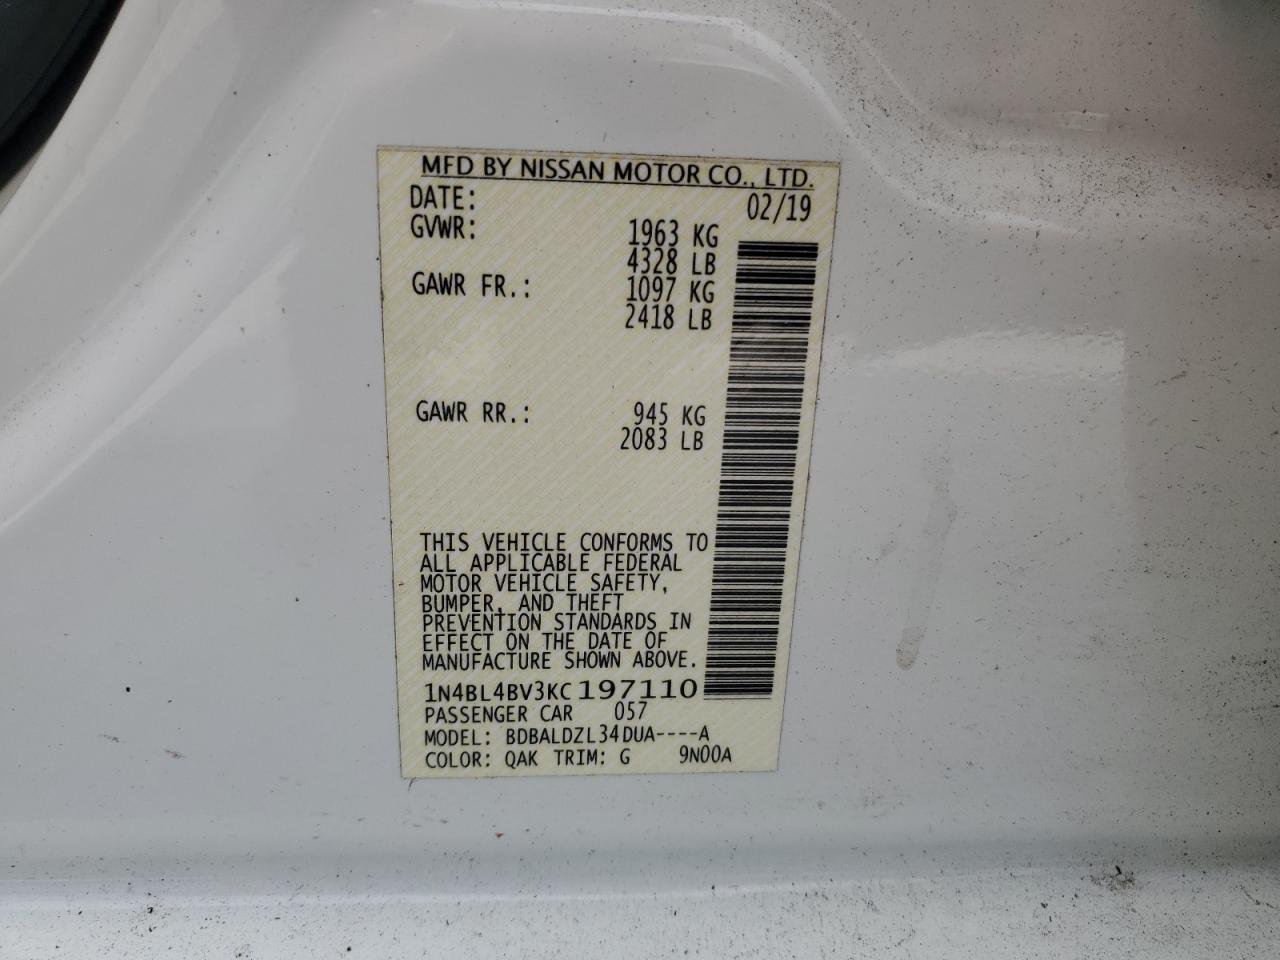 MFD BY NISSAN MOTOR CO., LTD.
DATE: 02/19
GVWR: 1963 KG
4328 LB
GAWR FR.: 1097 KG
2418 LB
GAWR RR.: 945 KG
2083 LB
THIS VEHICLE CONFORMS TO
ALL APPLICABLE FEDERAL
MOTOR VEHICLE SAFETY,
BUMPER, AND THEFT
PREVENTION STANDARDS IN
EFFECT ON THE DATE OF
MANUFACTURE SHOWN ABOVE.
1N4BL4BV3KC197110
PASSENGER CAR 057
MODEL: BDBALDZL34DUA----A
COLOR: QAK TRIM: G 9N00A